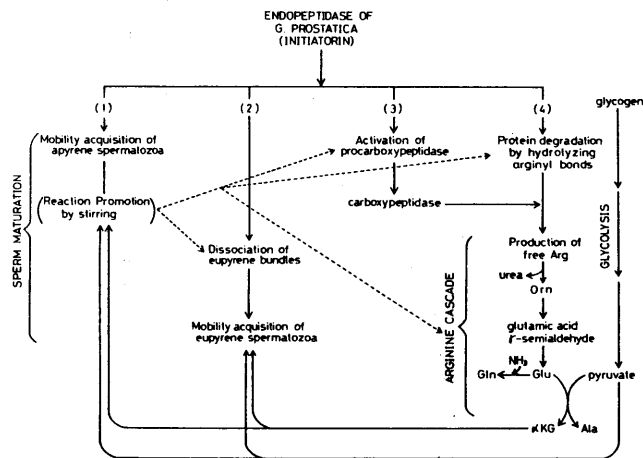 ENDOPEPTIDASE OF
G. PROSTATICA
(INITIATORIN)
(1)
(2)
(3)
(4)
glycogen
Mobility acquisition of
apyrene spermatozoa
Activation of
procarboxypeptidase
Protein degradation
by hydrolyzing
arginyl bonds
(Reaction Promotion
by stirring)
carboxypeptidase
SPERM MATURATION
GLYCOLYSIS
Dissociation of
eupyrene bundles
Production of
free Arg
urea
Orn
Mobility acquisition of
eupyrene spermatozoa
glutamic acid
γ-semialdehyde
ARGININE CASCADE
NH₃
Gln
Glu
pyruvate
αKG
Ala